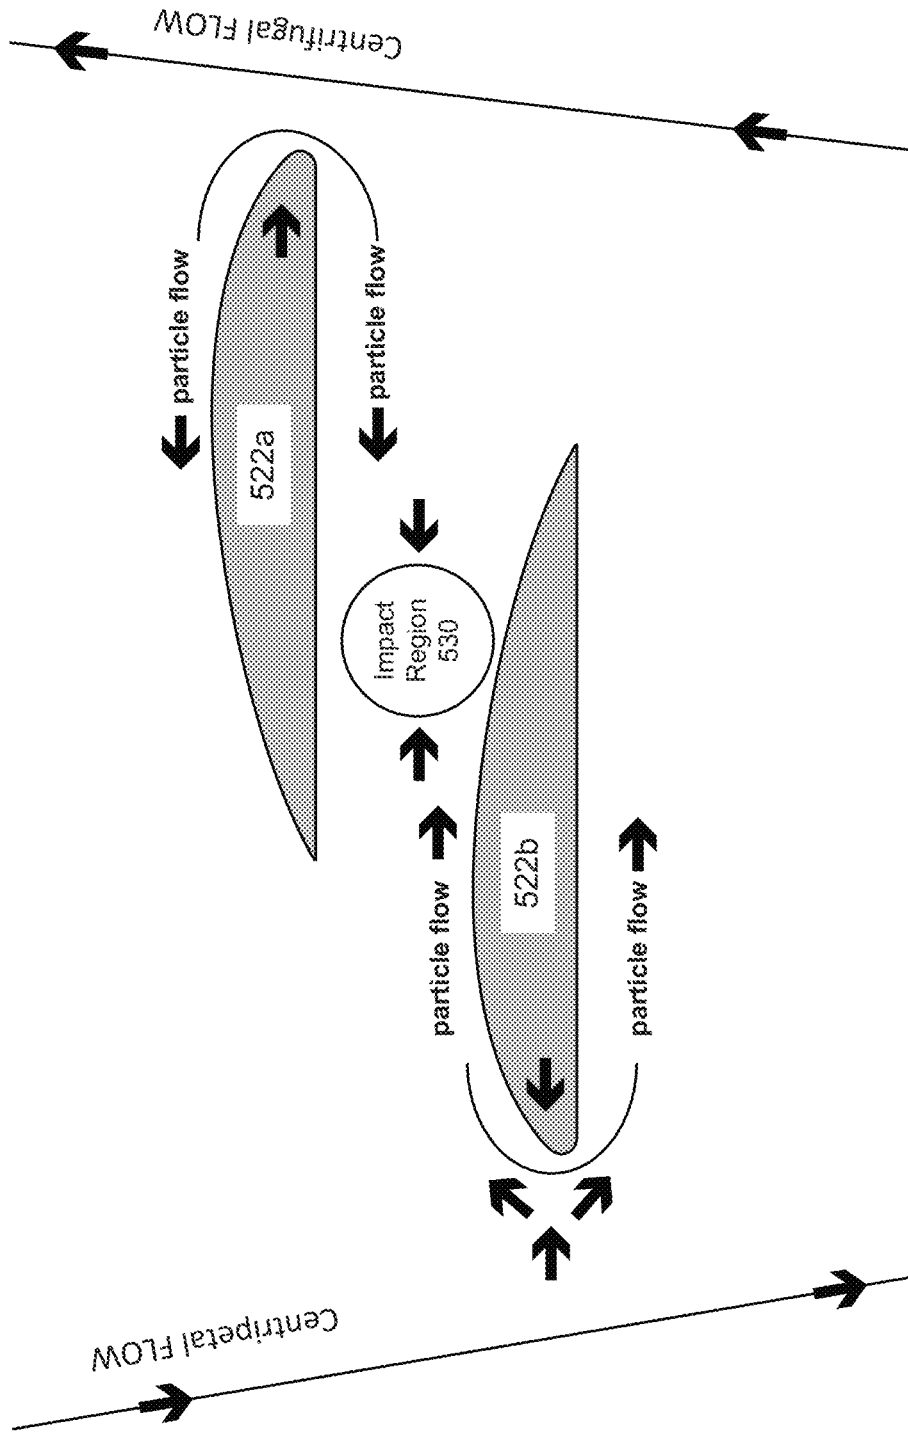 Centrifugal FLOW
particle flow
522a
particle flow
Impact
Region
530
particle flow
522b
particle flow
Centripetal FLOW